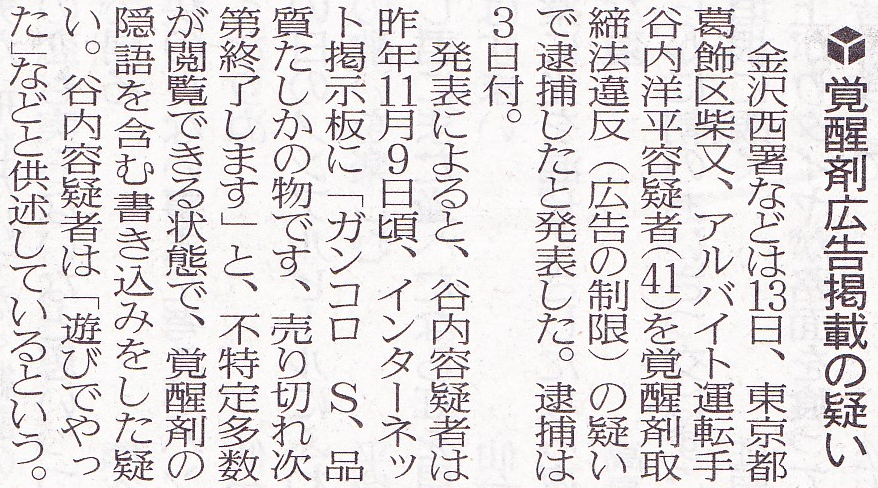 覚醒剤広告掲載の疑い
金沢西署などは13日、東京都
葛飾区柴又、アルバイト運転手
谷内洋平容疑者(41)を覚醒剤取
締法違反(広告の制限)の疑い
で逮捕したと発表した。逮捕は
3日付。
発表によると、谷内容疑者は
昨年11月9日頃、インターネッ
ト掲示板に「ガンコロ　S、品
質たしかの物です、売り切れ次
第終了します」と、不特定多数
が閲覧できる状態で、覚醒剤の
隠語を含む書き込みをした疑
い。谷内容疑者は「遊びでやっ
た」などと供述しているという。